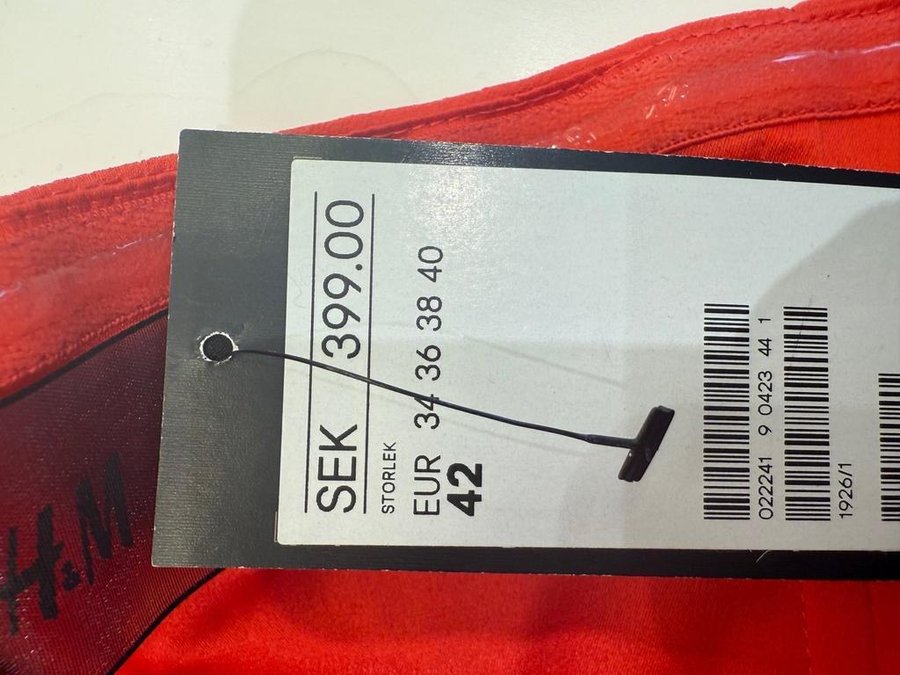 SEK 399.00
STORLEK
EUR 34 36 38 40
42
022241 9 0423 44 1
1926/1
H&M